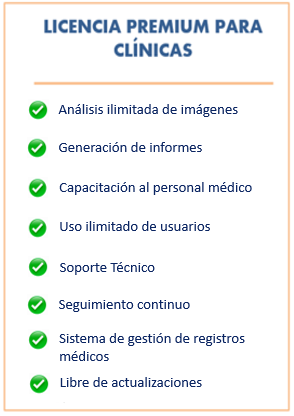 LICENCIA PREMIUM PARA
CLÍNICAS
Análisis ilimitada de imágenes
Generación de informes
Capacitación al personal médico
Uso ilimitado de usuarios
Soporte Técnico
Seguimiento continuo
Sistema de gestión de registros
médicos
Libre de actualizaciones